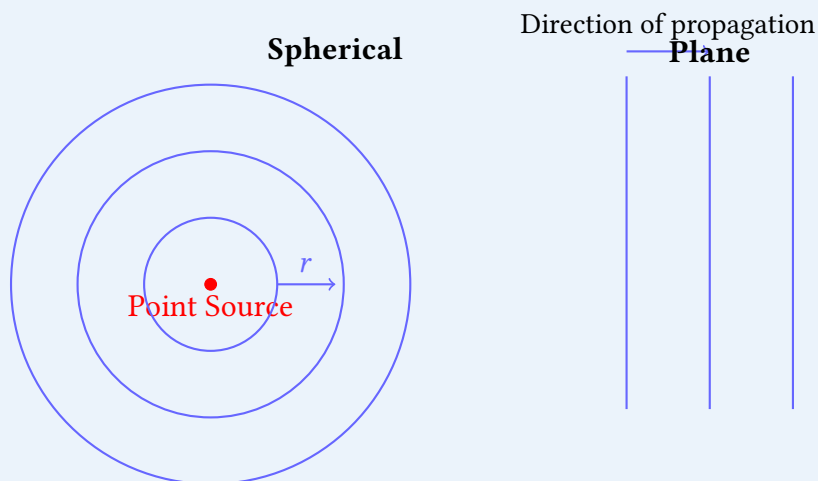 Spherical
Direction of propagation
Plane
r
Point Source